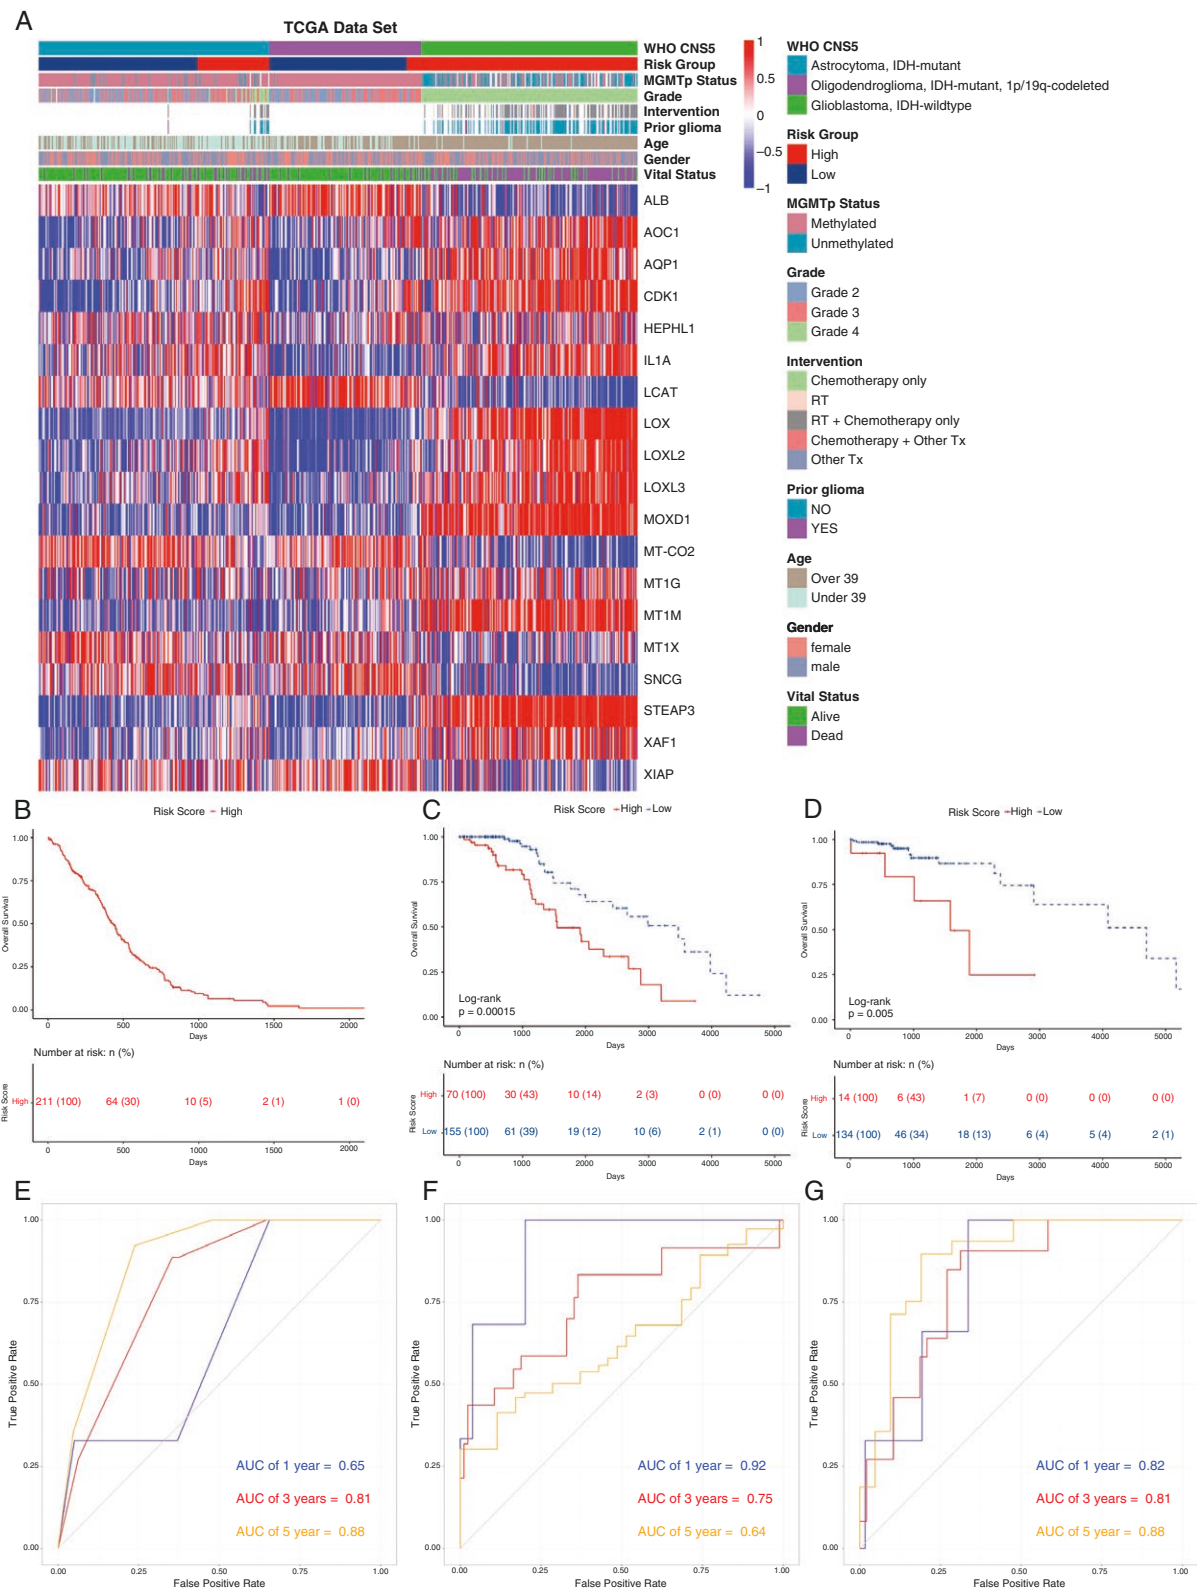 A
TCGA Data Set
WHO CNS5
Risk Group
MGMTp Status
Grade
Intervention
Prior glioma
Age
Gender
Vital Status
ALB
AOC1
AQP1
CDK1
HEPHL1
IL1A
LCAT
LOX
LOXL2
LOXL3
MOXD1
MT-CO2
MT1G
MT1M
MT1X
SNCG
STEAP3
XAF1
XIAP
1
0.5
0
−0.5
−1
WHO CNS5
Astrocytoma, IDH-mutant
Oligodendroglioma, IDH-mutant, 1p/19q-codeleted
Glioblastoma, IDH-wildtype
Risk Group
High
Low
MGMTp Status
Methylated
Unmethylated
Grade
Grade 2
Grade 3
Grade 4
Intervention
Chemotherapy only
RT
RT + Chemotherapy only
Chemotherapy + Other Tx
Other Tx
Prior glioma
NO
YES
Age
Over 39
Under 39
Gender
female
male
Vital Status
Alive
Dead
B
Risk Score High
Overall Survival
1.00
0.75
0.50
0.25
0.00
0 500 1000 1500 2000
Days
Number at risk: n (%)
Risk Score
High 211 (100) 64 (30) 10 (5) 2 (1) 1 (0)
0 500 1000 1500 2000
Days
C
Risk Score High Low
Overall Survival
1.00
0.75
0.50
0.25
0.00
Log-rank
p = 0.00015
0 1000 2000 3000 4000 5000
Days
Number at risk: n (%)
Risk Score
High 70 (100) 30 (43) 10 (14) 2 (3) 0 (0) 0 (0)
Low 155 (100) 61 (39) 19 (12) 10 (6) 2 (1) 0 (0)
0 1000 2000 3000 4000 5000
Days
D
Risk Score High Low
Overall Survival
1.00
0.75
0.50
0.25
0.00
Log-rank
p = 0.005
0 1000 2000 3000 4000 5000
Days
Number at risk: n (%)
Risk Score
High 14 (100) 6 (43) 1 (7) 0 (0) 0 (0) 0 (0)
Low 134 (100) 46 (34) 18 (13) 6 (4) 5 (4) 2 (1)
0 1000 2000 3000 4000 5000
Days
E
True Positive Rate
1.00
0.75
0.50
0.25
0.00
AUC of 1 year = 0.65
AUC of 3 years = 0.81
AUC of 5 year = 0.88
0.00 0.25 0.50 0.75 1.00
False Positive Rate
F
True Positive Rate
1.00
0.75
0.50
0.25
0.00
AUC of 1 year = 0.92
AUC of 3 years = 0.75
AUC of 5 year = 0.64
0.00 0.25 0.50 0.75 1.00
False Positive Rate
G
True Positive Rate
1.00
0.75
0.50
0.25
0.00
AUC of 1 year = 0.82
AUC of 3 years = 0.81
AUC of 5 year = 0.88
0.00 0.25 0.50 0.75 1.00
False Positive Rate